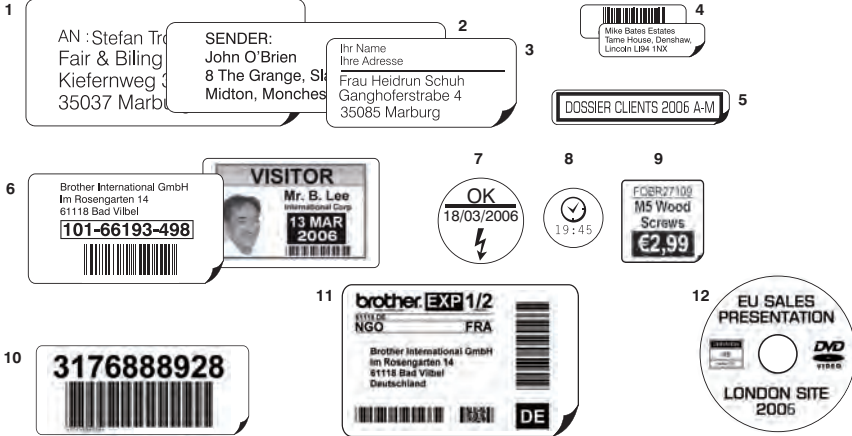 1
AN : Stefan
Fair & Biling
Kiefernweg
35037 Marbu
2
SENDER:
John O'Brien
8 The Grange, Sla
Midton, Monches
3
Ihr Name
Ihre Adresse
Frau Heidrun Schuh
Ganghoferstrabe 4
35085 Marburg
4
Mike Bates Estates
Tame House, Denshaw,
Lincoln LI94 1NX
DOSSIER CLIENTS 2006 A-M
5
6
Brother International GmbH
Im Rosengarten 14
61118 Bad Vilbel
101-66193-498
VISITOR
Mr. B. Lee
International Corp
13 MAR
2006
7
OK
18/03/2006
8
19:45
9
FOBR27109
M5 Wood
Screws
€2,99
10
3176888928
11
brother. EXP 1/2
61118 DE
NGO FRA
Brother International GmbH
Im Rosengarten 14
61118 Bad Vilbel
Deutschland
DE
12
EU SALES
PRESENTATION
DVD
VIDEO
LONDON SITE
2006